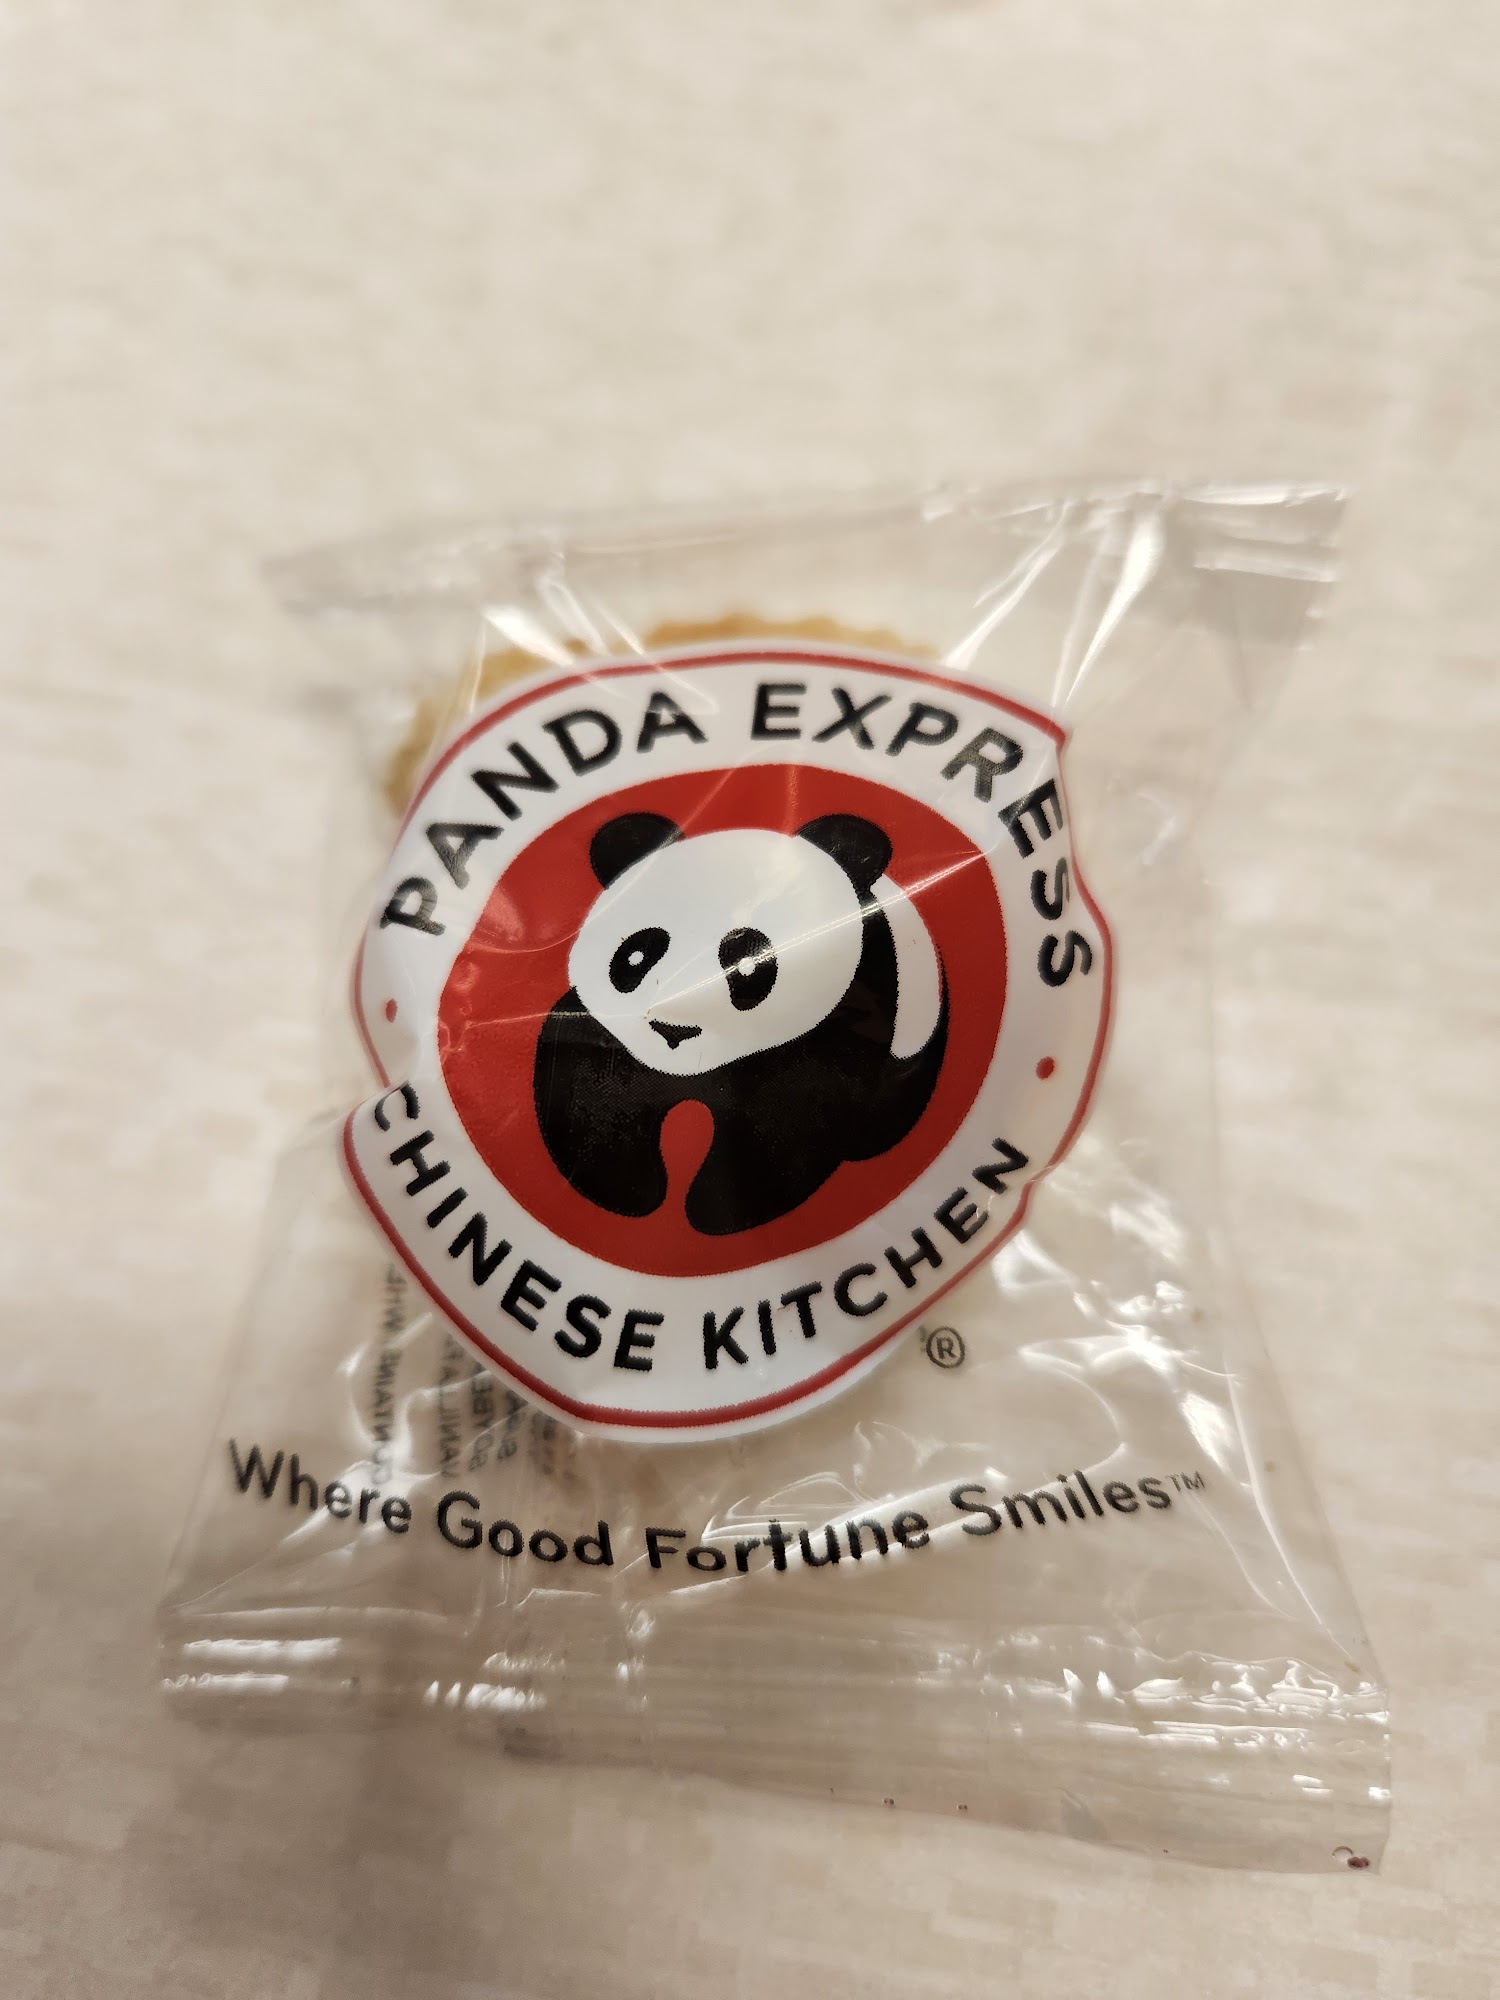 PANDA EXPRESS
CHINESE KITCHEN
®
Where Good Fortune Smiles™